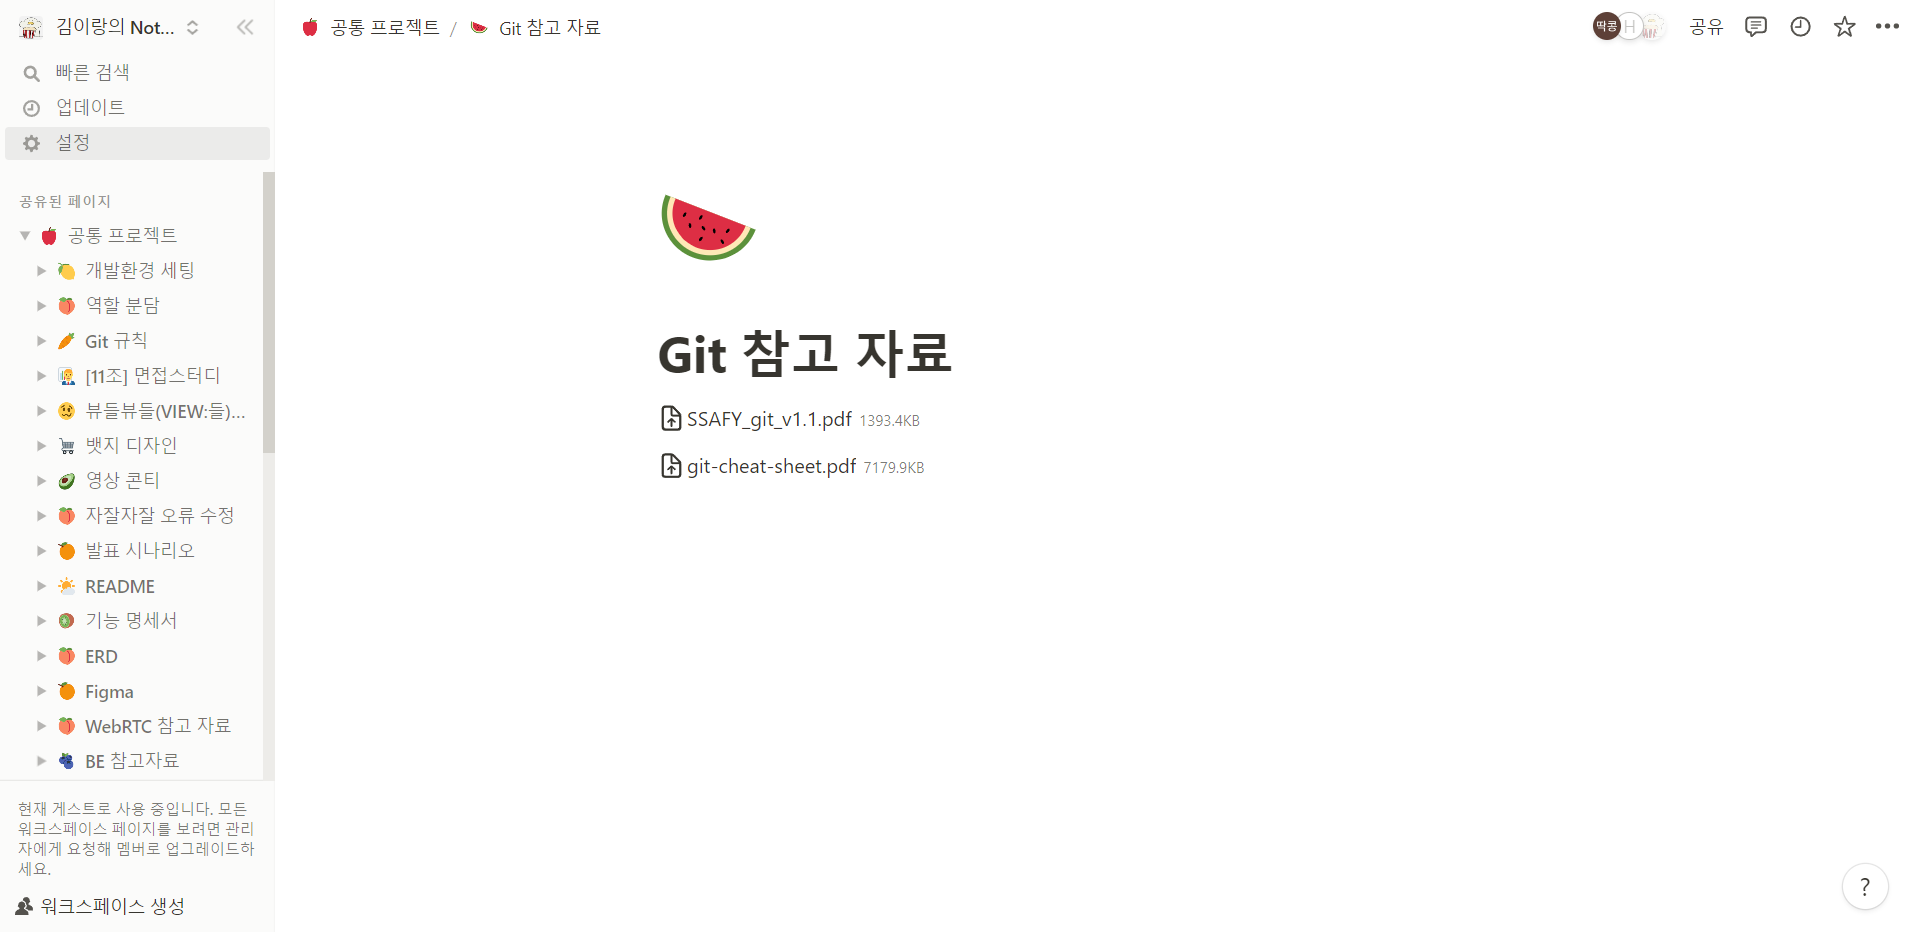 김이랑의 Not...
빠른 검색
업데이트
설정
공유된 페이지
공통 프로젝트
개발환경 세팅
역할 분담
Git 규칙
[11조] 면접스터디
뷰들뷰들(VIEW:들)...
뱃지 디자인
영상 콘티
자잘자잘 오류 수정
발표 시나리오
README
기능 명세서
ERD
Figma
WebRTC 참고 자료
BE 참고자료
현재 게스트로 사용 중입니다. 모든
워크스페이스 페이지를 보려면 관리
자에게 요청해 멤버로 업그레이드하
세요.
워크스페이스 생성
공통 프로젝트 / Git 참고 자료
딱콩 H 공유
Git 참고 자료
SSAFY_git_v1.1.pdf 1393.4KB
git-cheat-sheet.pdf 7179.9KB
?